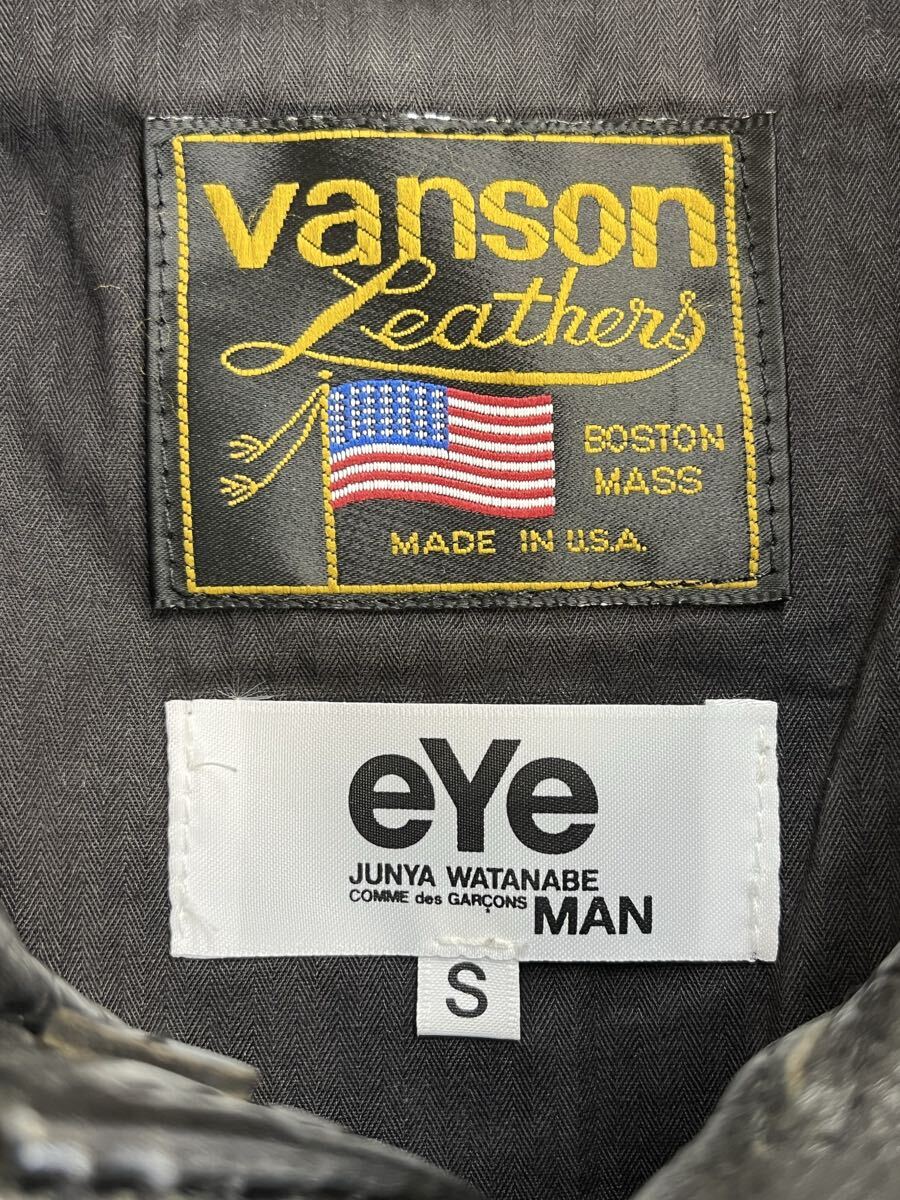 vanson
Leathers
BOSTON
MASS
MADE IN U.S.A.
eYe
JUNYA WATANABE
COMME des GARÇONS MAN
S